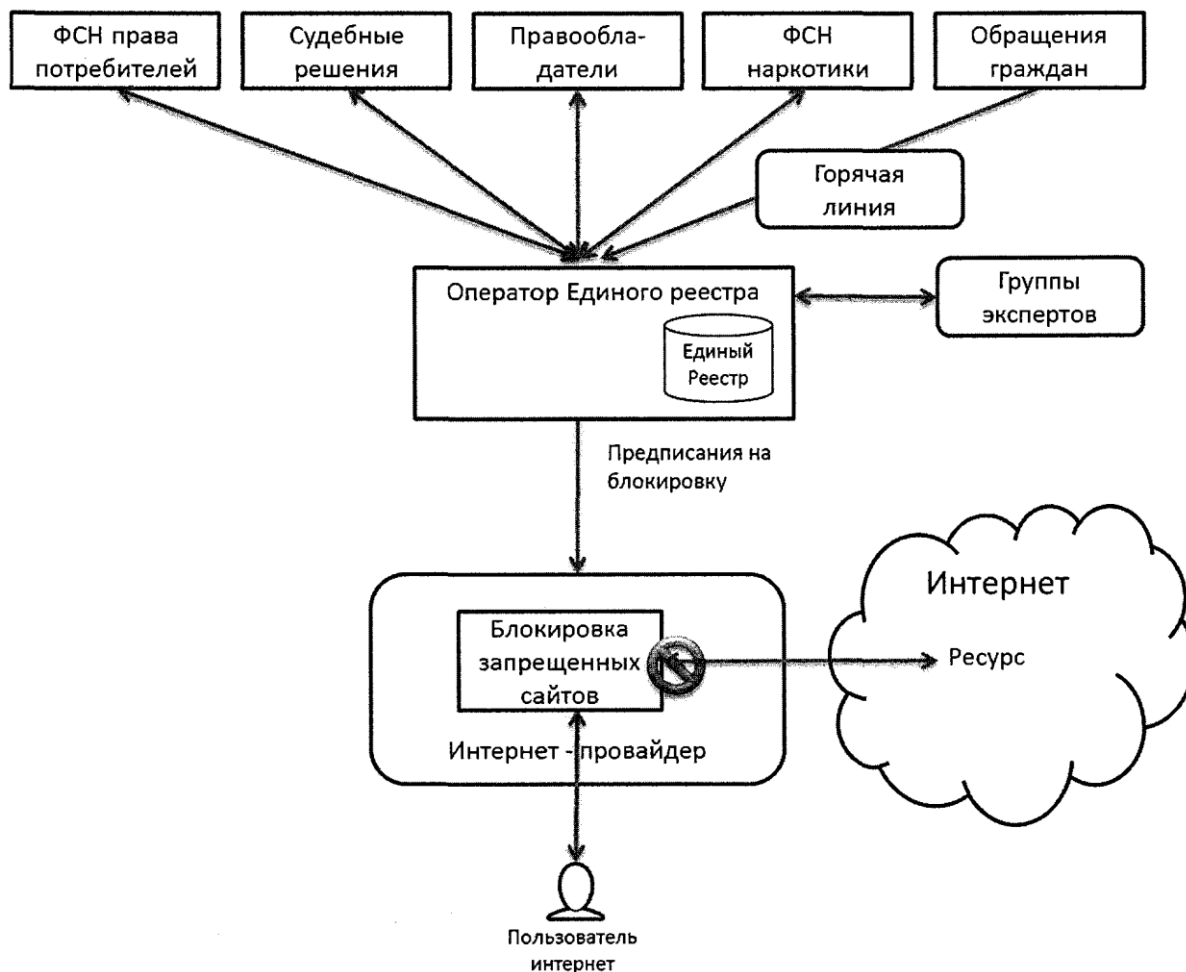 ФСН права
потребителей
Судебные
решения
Правообла-
датели
ФСН
наркотики
Обращения
граждан
Горячая
линия
Оператор Единого реестра
Группы
экспертов
Единый
Реестр
Предписания на
блокировку
Интернет
Блокировка
запрещенных
сайтов
Ресурс
Интернет - провайдер
Пользователь
интернет